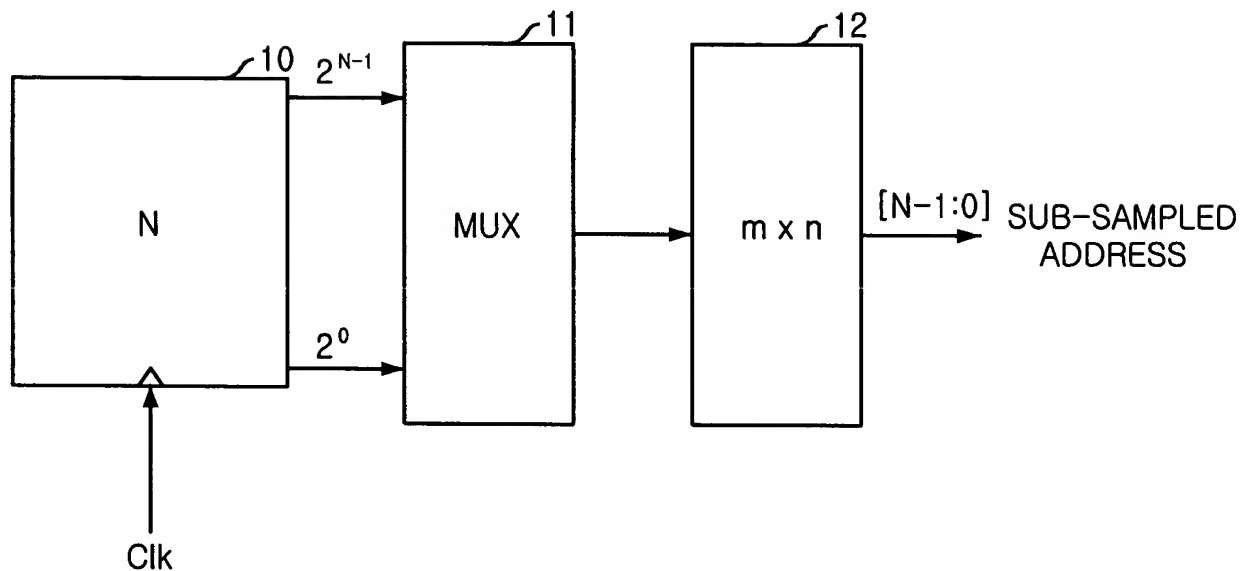 11
12
10
2^{N-1}
N
MUX
m x n
[N-1:0]
SUB-SAMPLED
ADDRESS
2^0
Clk